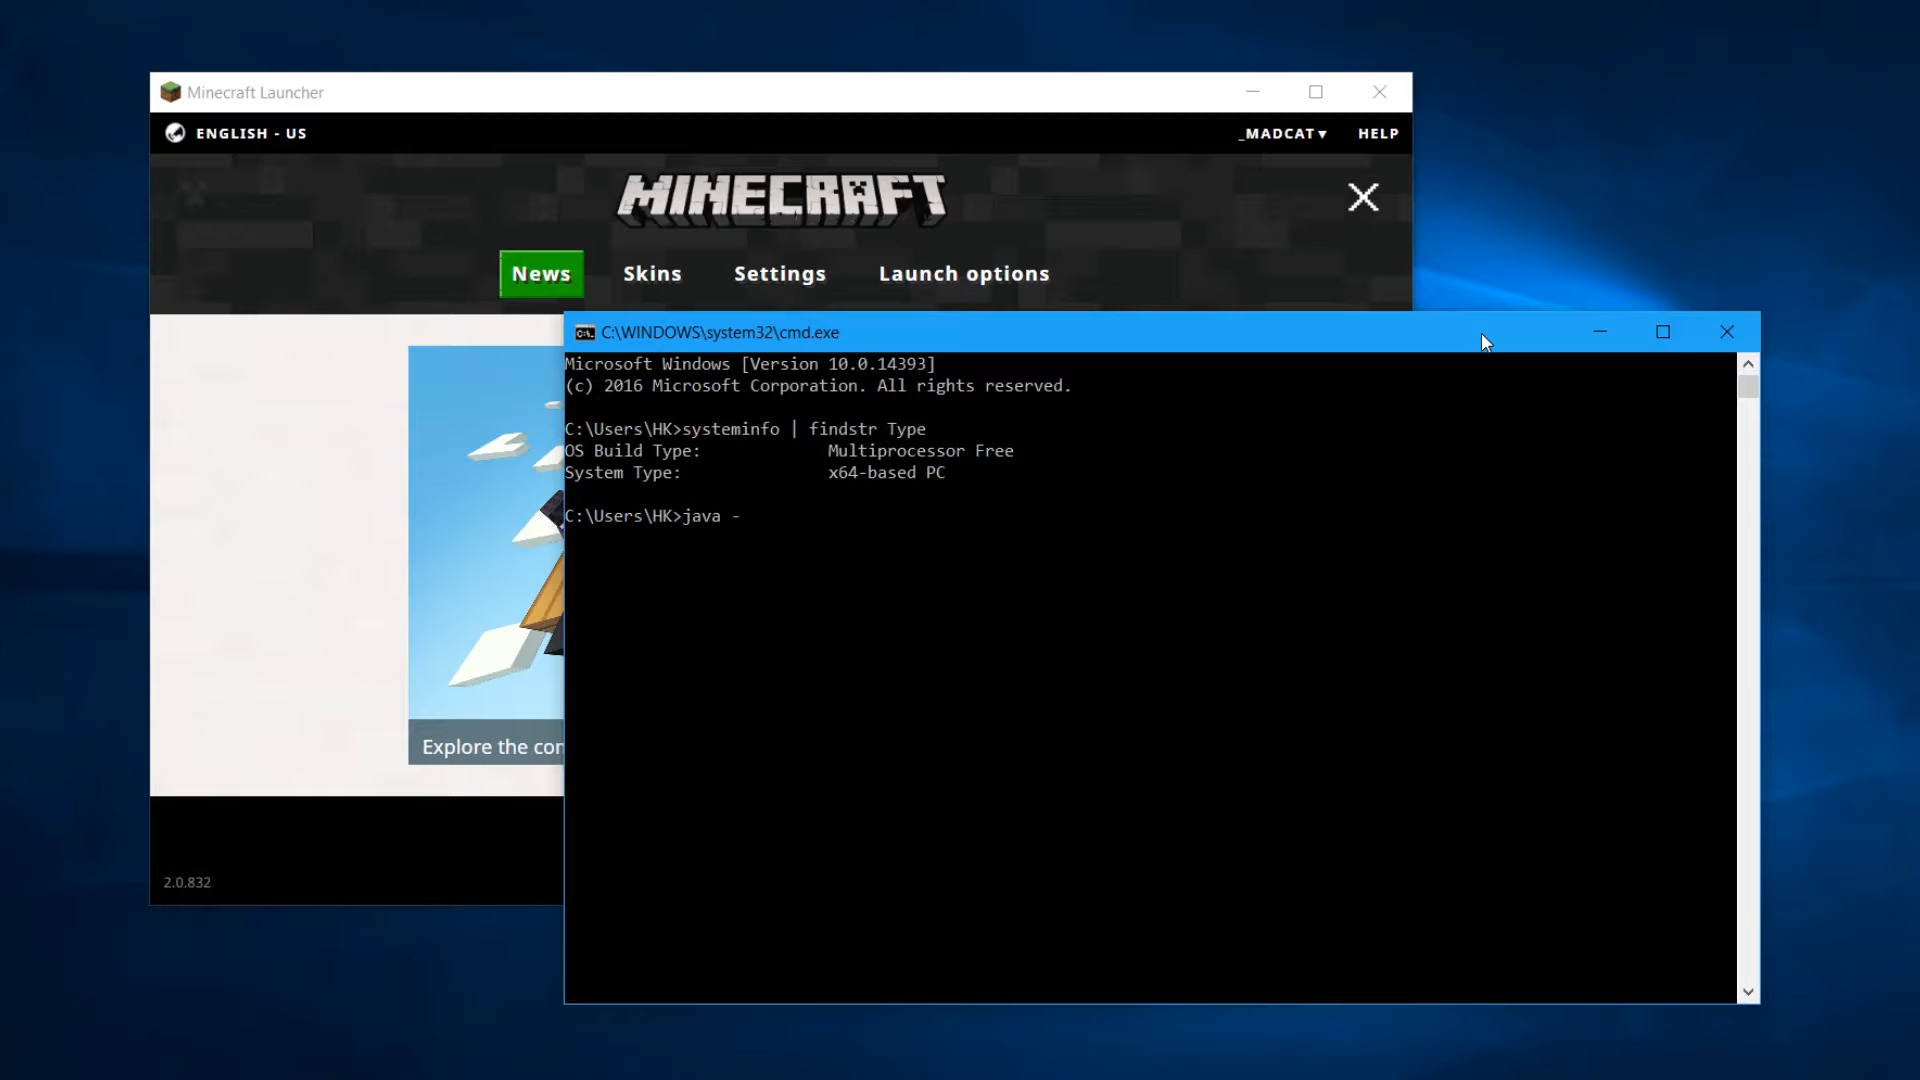 Minecraft Launcher
ENGLISH - US
_MADCAT▾
HELP
MINECRAFT
News
Skins
Settings
Launch options
C:\WINDOWS\system32\cmd.exe
Microsoft Windows [Version 10.0.14393]
(c) 2016 Microsoft Corporation. All rights reserved.
C:\Users\HK>systeminfo | findstr Type
OS Build Type:                Multiprocessor Free
System Type:                  x64-based PC
C:\Users\HK>java -
Explore the con
2.0.832